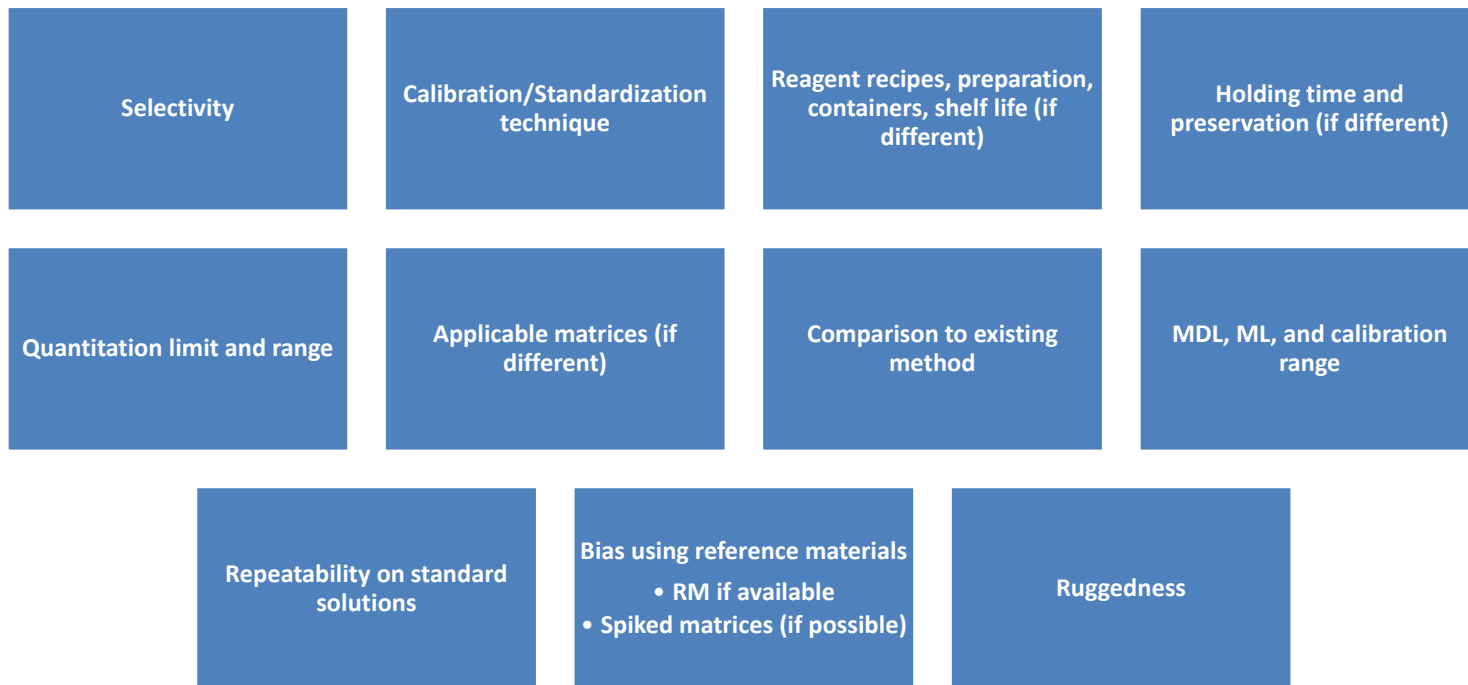 Selectivity
Calibration/Standardization
technique
Reagent recipes, preparation,
containers, shelf life (if
different)
Holding time and
preservation (if different)
Quantitation limit and range
Applicable matrices (if
different)
Comparison to existing
method
MDL, ML, and calibration
range
Repeatability on standard
solutions
Bias using reference materials
• RM if available
• Spiked matrices (if possible)
Ruggedness